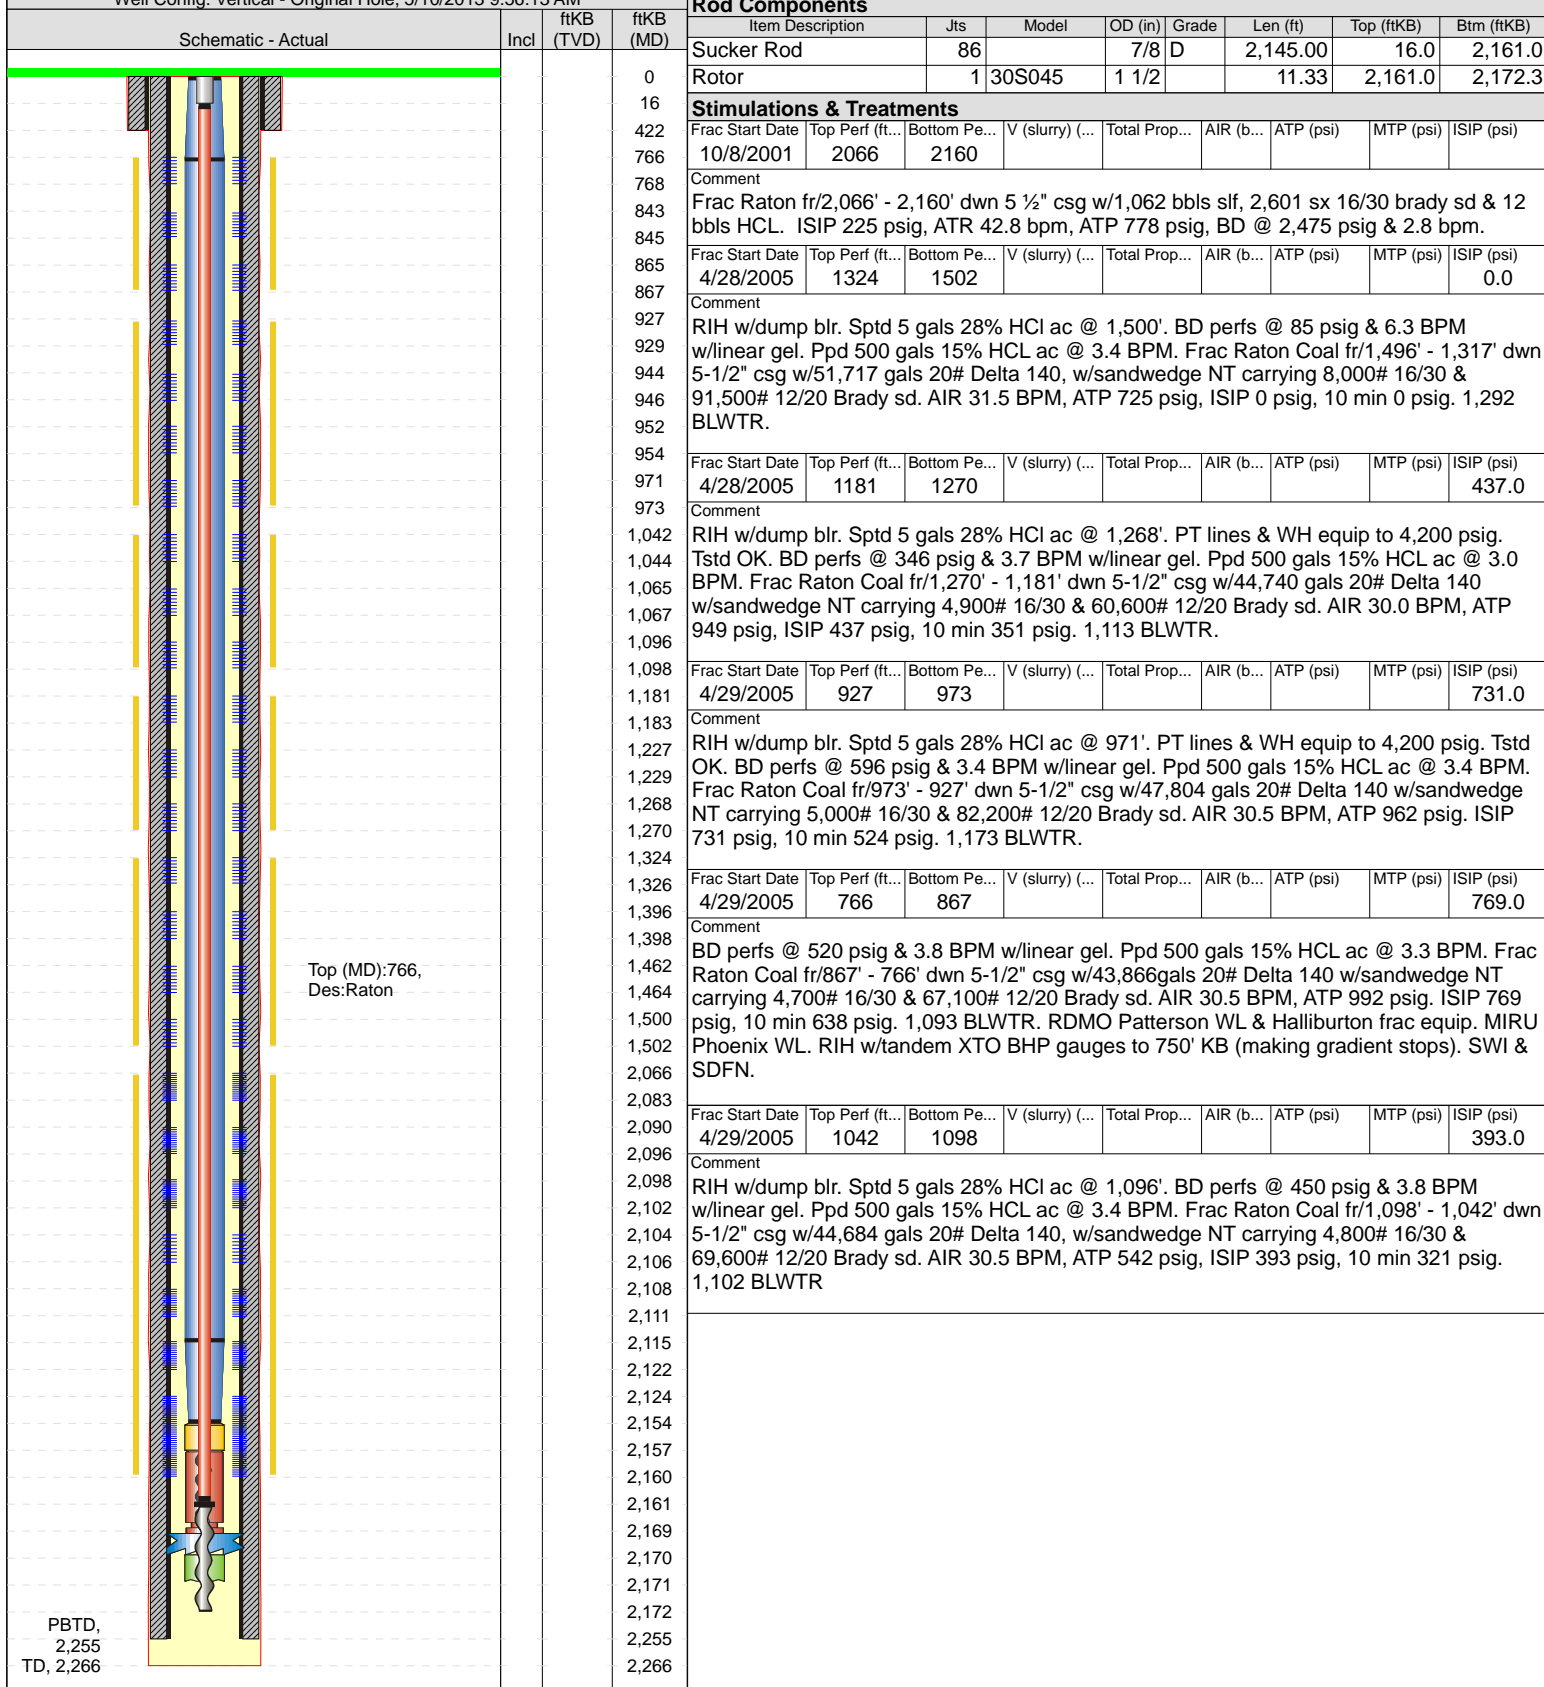 Well Config: Vertical - Original Hole, 5/16/2013 9:56:15 AM
Schematic - Actual
Incl
ftKB (TVD)
ftKB (MD)
0
16
422
766
768
843
845
865
867
927
929
944
946
952
954
971
973
1,042
1,044
1,065
1,067
1,096
1,098
1,181
1,183
1,227
1,229
1,268
1,270
1,324
1,326
1,396
1,398
1,462
1,464
1,500
1,502
2,066
2,083
2,090
2,096
2,098
2,102
2,104
2,106
2,108
2,111
2,115
2,122
2,124
2,154
2,157
2,160
2,161
2,169
2,170
2,171
2,172
2,255
2,266
Top (MD):766,
Des:Raton
PBTD,
2,255
TD, 2,266
Rod Components
Item Description Jts Model OD (in) Grade Len (ft) Top (ftKB) Btm (ftKB)
Sucker Rod 86 7/8 D 2,145.00 16.0 2,161.0
Rotor 1 30S045 1 1/2 11.33 2,161.0 2,172.3
Stimulations & Treatments
Frac Start Date Top Perf (ft... Bottom Pe... V (slurry) (... Total Prop... AIR (b... ATP (psi) MTP (psi) ISIP (psi)
10/8/2001 2066 2160
Comment
Frac Raton fr/2,066' - 2,160' dwn 5 ½" csg w/1,062 bbls slf, 2,601 sx 16/30 brady sd & 12
bbls HCL. ISIP 225 psig, ATR 42.8 bpm, ATP 778 psig, BD @ 2,475 psig & 2.8 bpm.
Frac Start Date Top Perf (ft... Bottom Pe... V (slurry) (... Total Prop... AIR (b... ATP (psi) MTP (psi) ISIP (psi)
4/28/2005 1324 1502 0.0
Comment
RIH w/dump blr. Sptd 5 gals 28% HCl ac @ 1,500'. BD perfs @ 85 psig & 6.3 BPM
w/linear gel. Ppd 500 gals 15% HCL ac @ 3.4 BPM. Frac Raton Coal fr/1,496' - 1,317' dwn
5-1/2" csg w/51,717 gals 20# Delta 140, w/sandwedge NT carrying 8,000# 16/30 &
91,500# 12/20 Brady sd. AIR 31.5 BPM, ATP 725 psig, ISIP 0 psig, 10 min 0 psig. 1,292
BLWTR.
Frac Start Date Top Perf (ft... Bottom Pe... V (slurry) (... Total Prop... AIR (b... ATP (psi) MTP (psi) ISIP (psi)
4/28/2005 1181 1270 437.0
Comment
RIH w/dump blr. Sptd 5 gals 28% HCl ac @ 1,268'. PT lines & WH equip to 4,200 psig.
Tstd OK. BD perfs @ 346 psig & 3.7 BPM w/linear gel. Ppd 500 gals 15% HCL ac @ 3.0
BPM. Frac Raton Coal fr/1,270' - 1,181' dwn 5-1/2" csg w/44,740 gals 20# Delta 140
w/sandwedge NT carrying 4,900# 16/30 & 60,600# 12/20 Brady sd. AIR 30.0 BPM, ATP
949 psig, ISIP 437 psig, 10 min 351 psig. 1,113 BLWTR.
Frac Start Date Top Perf (ft... Bottom Pe... V (slurry) (... Total Prop... AIR (b... ATP (psi) MTP (psi) ISIP (psi)
4/29/2005 927 973 731.0
Comment
RIH w/dump blr. Sptd 5 gals 28% HCl ac @ 971'. PT lines & WH equip to 4,200 psig. Tstd
OK. BD perfs @ 596 psig & 3.4 BPM w/linear gel. Ppd 500 gals 15% HCL ac @ 3.4 BPM.
Frac Raton Coal fr/973' - 927' dwn 5-1/2" csg w/47,804 gals 20# Delta 140 w/sandwedge
NT carrying 5,000# 16/30 & 82,200# 12/20 Brady sd. AIR 30.5 BPM, ATP 962 psig. ISIP
731 psig, 10 min 524 psig. 1,173 BLWTR.
Frac Start Date Top Perf (ft... Bottom Pe... V (slurry) (... Total Prop... AIR (b... ATP (psi) MTP (psi) ISIP (psi)
4/29/2005 766 867 769.0
Comment
BD perfs @ 520 psig & 3.8 BPM w/linear gel. Ppd 500 gals 15% HCL ac @ 3.3 BPM. Frac
Raton Coal fr/867' - 766' dwn 5-1/2" csg w/43,866gals 20# Delta 140 w/sandwedge NT
carrying 4,700# 16/30 & 67,100# 12/20 Brady sd. AIR 30.5 BPM, ATP 992 psig. ISIP 769
psig, 10 min 638 psig. 1,093 BLWTR. RDMO Patterson WL & Halliburton frac equip. MIRU
Phoenix WL. RIH w/tandem XTO BHP gauges to 750' KB (making gradient stops). SWI &
SDFN.
Frac Start Date Top Perf (ft... Bottom Pe... V (slurry) (... Total Prop... AIR (b... ATP (psi) MTP (psi) ISIP (psi)
4/29/2005 1042 1098 393.0
Comment
RIH w/dump blr. Sptd 5 gals 28% HCl ac @ 1,096'. BD perfs @ 450 psig & 3.8 BPM
w/linear gel. Ppd 500 gals 15% HCL ac @ 3.4 BPM. Frac Raton Coal fr/1,098' - 1,042' dwn
5-1/2" csg w/44,684 gals 20# Delta 140, w/sandwedge NT carrying 4,800# 16/30 &
69,600# 12/20 Brady sd. AIR 30.5 BPM, ATP 542 psig, ISIP 393 psig, 10 min 321 psig.
1,102 BLWTR